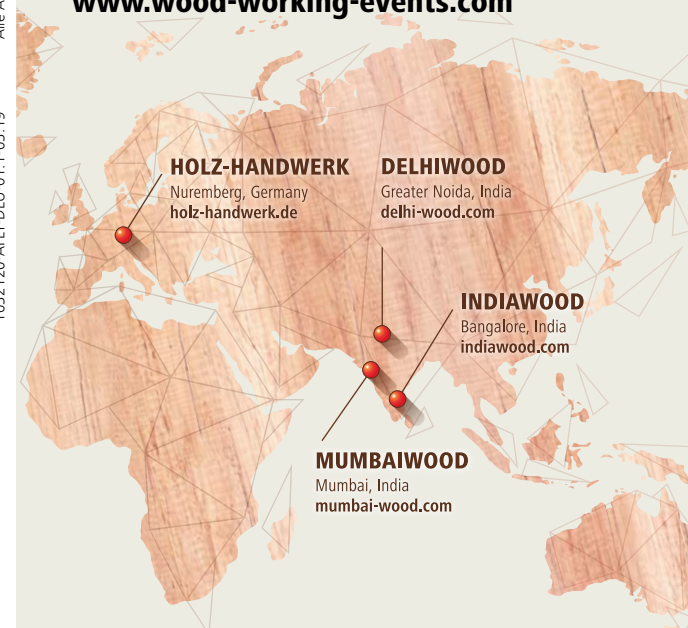 www.wood-working-events.com
HOLZ-HANDWERK
Nuremberg, Germany
holz-handwerk.de
DELHIWOOD
Greater Noida, India
delhi-wood.com
INDIAWOOD
Bangalore, India
indiawood.com
MUMBAIWOOD
Mumbai, India
mumbai-wood.com